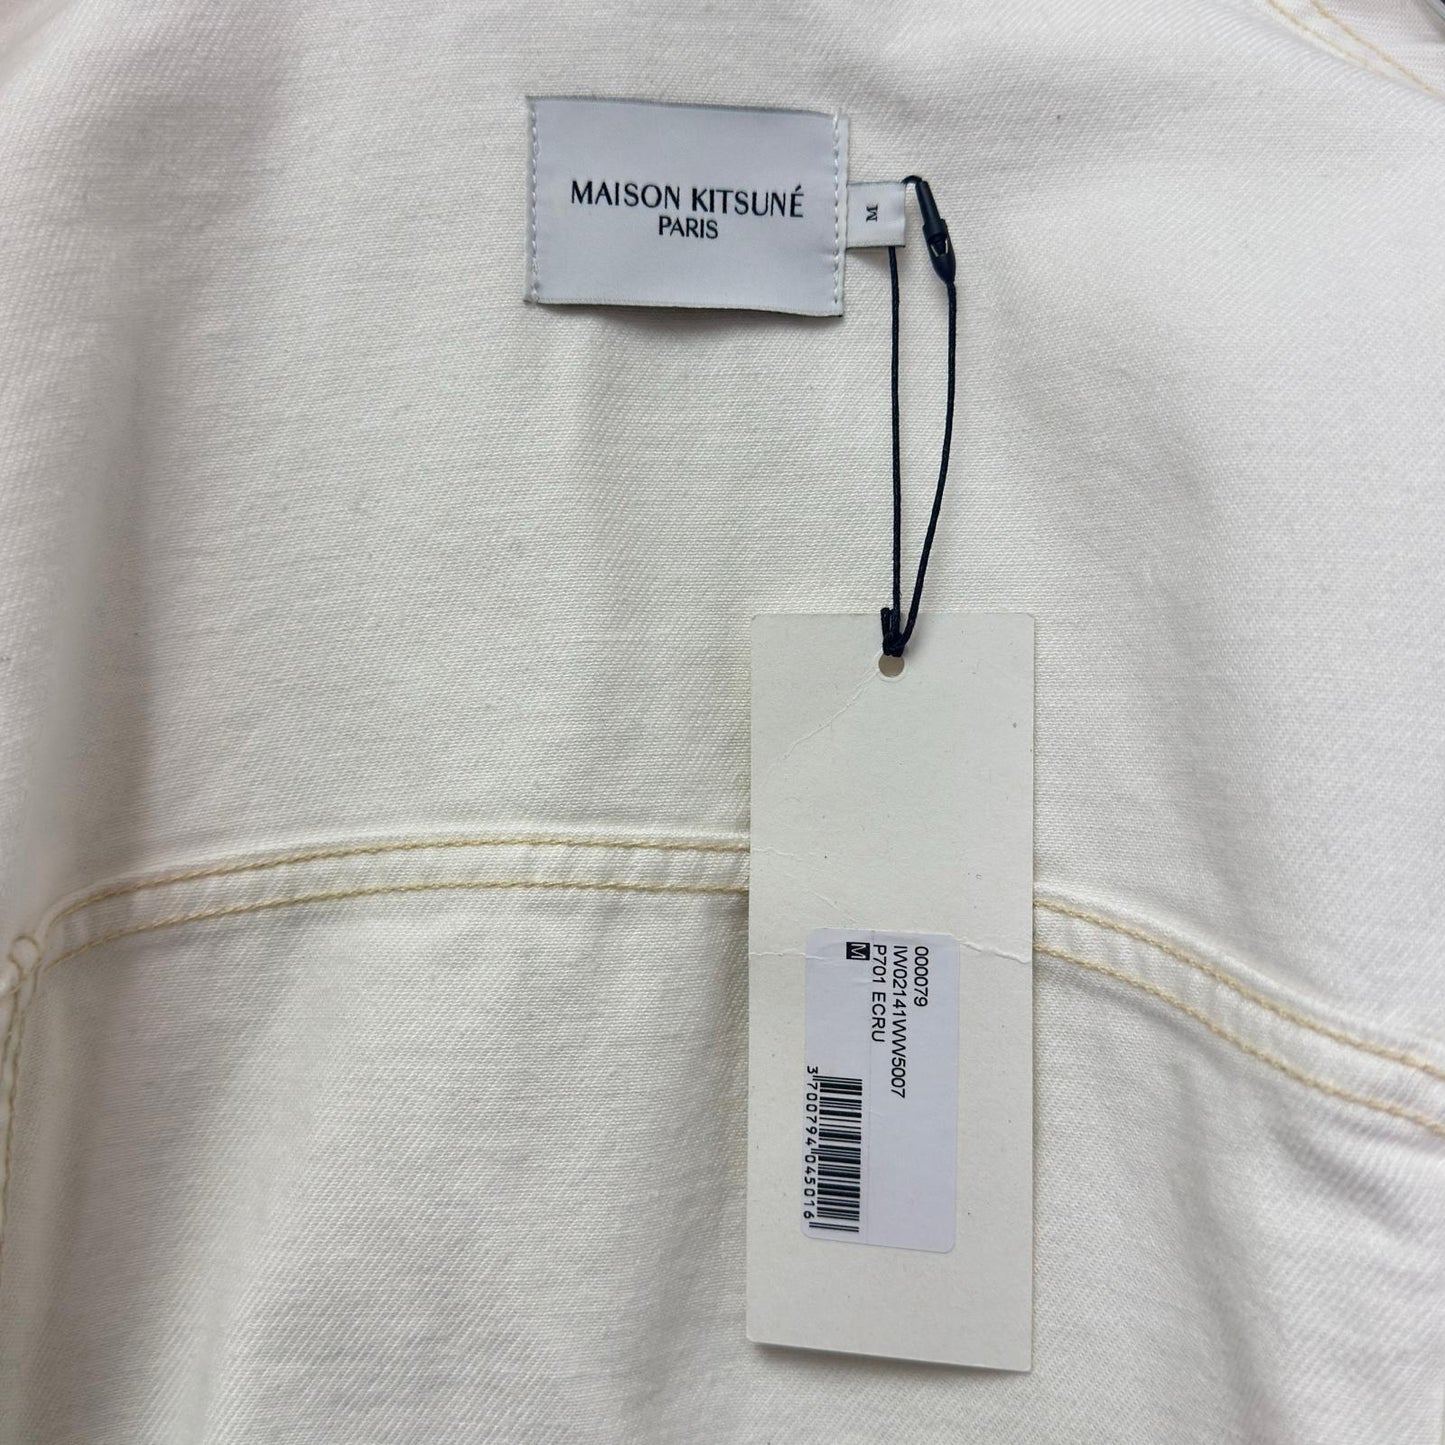 MAISON KITSUNÉ
PARIS
M
000079
IW02141WW5007
P701 ECRU
M
3700794045016